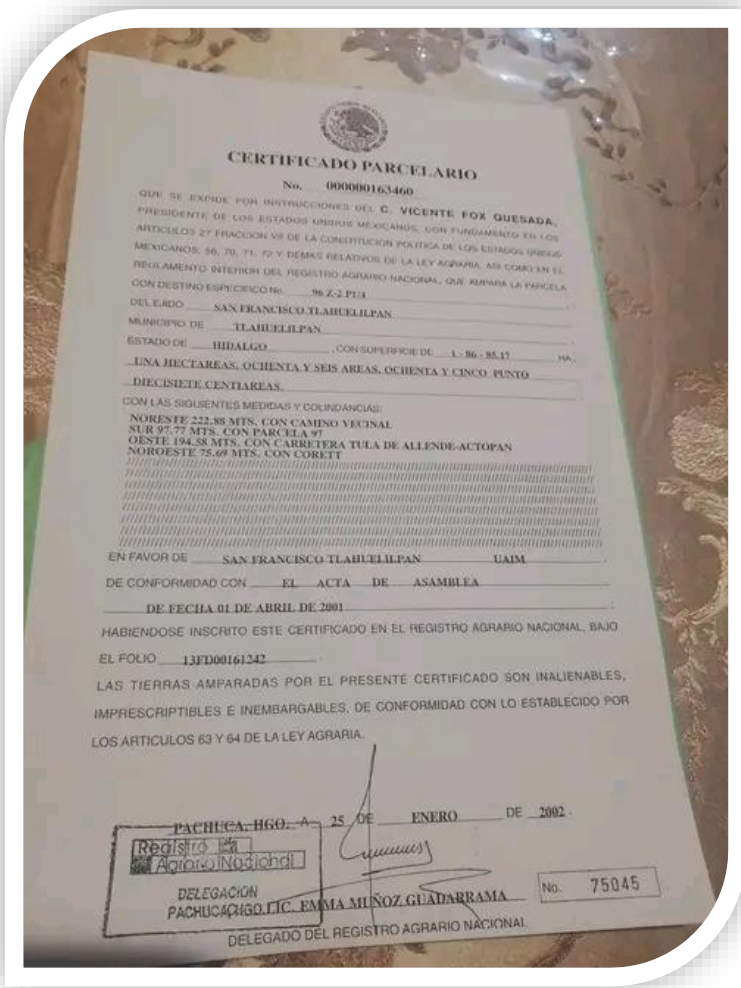 CERTIFICADO PARCELARIO
No. 000000163460
QUE SE EXPIDE POR INSTRUCCIONES DEL C. VICENTE FOX QUESADA,
PRESIDENTE DE LOS ESTADOS UNIDOS MEXICANOS, CON FUNDAMENTO EN LOS
ARTICULOS 27 FRACCION VII DE LA CONSTITUCION POLITICA DE LOS ESTADOS UNIDOS
MEXICANOS; 56, 70, 71, 72 Y DEMAS RELATIVOS DE LA LEY AGRARIA, ASI COMO EN EL
REGLAMENTO INTERIOR DEL REGISTRO AGRARIO NACIONAL, QUE AMPARA LA PARCELA
CON DESTINO ESPECIFICO No. 96 Z-2 P1/4
DEL EJIDO SAN FRANCISCO TLAHUELILPAN
MUNICIPIO DE TLAHUELILPAN
ESTADO DE HIDALGO , CON SUPERFICIE DE 1.- 86 - 85.17 HA.,
UNA HECTAREAS, OCHENTA Y SEIS AREAS, OCHENTA Y CINCO PUNTO
DIECISIETE CENTIAREAS.
CON LAS SIGUIENTES MEDIDAS Y COLINDANCIAS:
NORESTE 222.88 MTS. CON CAMINO VECINAL
SUR 97.77 MTS. CON PARCELA 97
OESTE 194.58 MTS. CON CARRETERA TULA DE ALLENDE-ACTOPAN
NOROESTE 75.69 MTS. CON CORETT
EN FAVOR DE SAN FRANCISCO TLAHUELILPAN UAIM .
DE CONFORMIDAD CON EL ACTA DE ASAMBLEA
DE FECHA 01 DE ABRIL DE 2001 ;
HABIENDOSE INSCRITO ESTE CERTIFICADO EN EL REGISTRO AGRARIO NACIONAL, BAJO
EL FOLIO 13FD00161242 .
LAS TIERRAS AMPARADAS POR EL PRESENTE CERTIFICADO SON INALIENABLES,
IMPRESCRIPTIBLES E INEMBARGABLES, DE CONFORMIDAD CON LO ESTABLECIDO POR
LOS ARTICULOS 63 Y 64 DE LA LEY AGRARIA.
PACHUCA, HGO. A 25 DE ENERO DE 2002 .
Registro
Agrario Nacional
DELEGACION
PACHUCA, HGO.
LIC. EMMA MUÑOZ GUADARRAMA
No. 75045
DELEGADO DEL REGISTRO AGRARIO NACIONAL